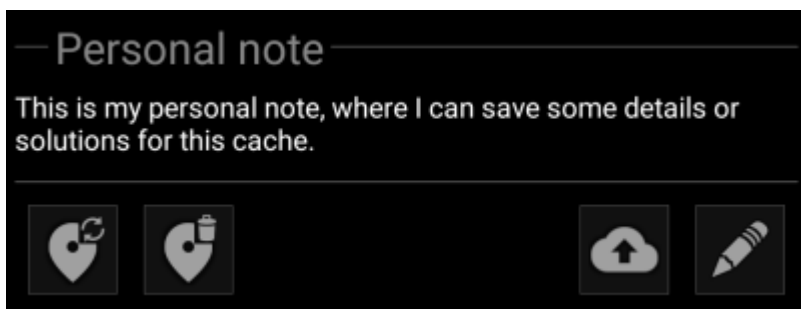 Personal note
This is my personal note, where I can save some details or
solutions for this cache.